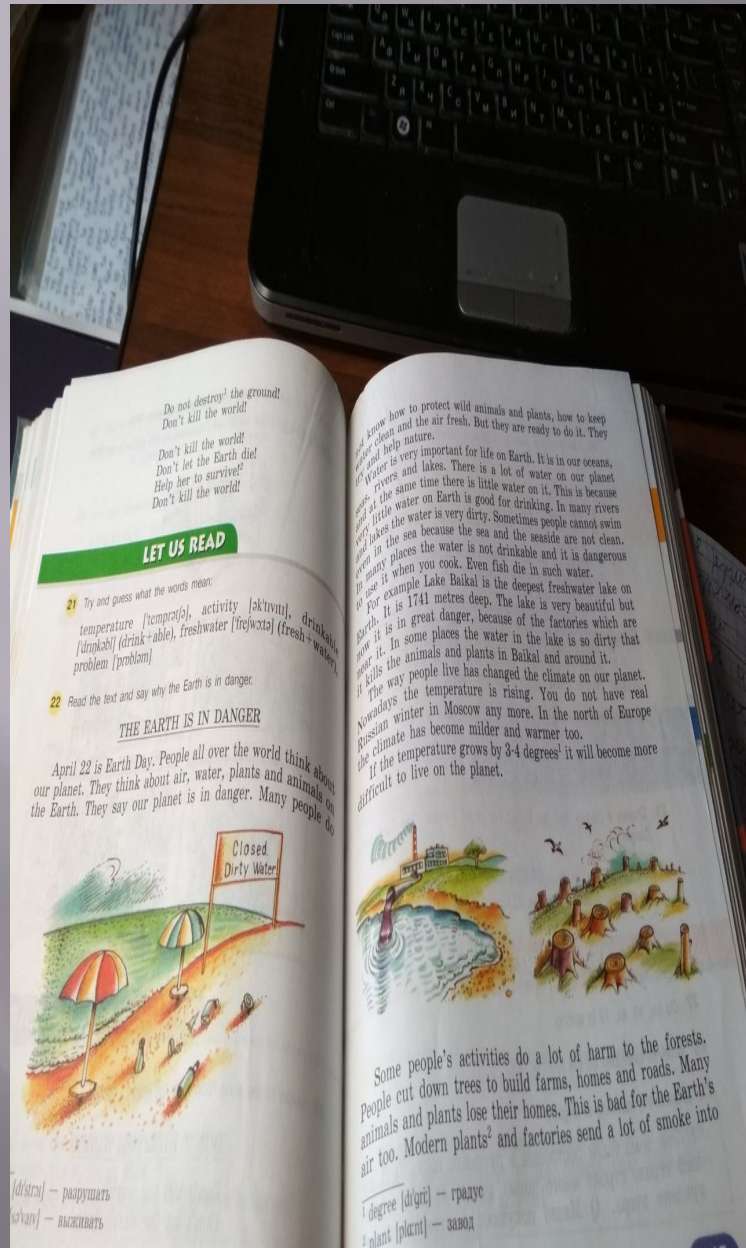 Do not destroy¹ the ground!
Don't kill the world!
Don't kill the world!
Don't let the Earth die!
Help her to survive!²
Don't kill the world!
LET US READ
21 Try and guess what the words mean:
temperature ['temprətʃə], activity [ək'tɪvɪtɪ], drinkable
['drɪŋkəbl] (drink+able), freshwater ['freʃwɔ:tə] (fresh+water),
problem ['prɒbləm]
22 Read the text and say why the Earth is in danger.
THE EARTH IS IN DANGER
April 22 is Earth Day. People all over the world think about
our planet. They think about air, water, plants and animals on
the Earth. They say our planet is in danger. Many people do
Closed.
Dirty Water!
[dɪ'strɔɪ] — разрушать
[sə'vaɪv] — выживать
not know how to protect wild animals and plants, how to keep
water clean and the air fresh. But they are ready to do it. They
try and help nature.
Water is very important for life on Earth. It is in our oceans,
seas, rivers and lakes. There is a lot of water on our planet
and at the same time there is little water on it. This is because
very little water on Earth is good for drinking. In many rivers
and lakes the water is very dirty. Sometimes people cannot swim
even in the sea because the sea and the seaside are not clean.
In many places the water is not drinkable and it is dangerous
to use it when you cook. Even fish die in such water.
For example Lake Baikal is the deepest freshwater lake on
Earth. It is 1741 metres deep. The lake is very beautiful but
now it is in great danger, because of the factories which are
near it. In some places the water in the lake is so dirty that
it kills the animals and plants in Baikal and around it.
The way people live has changed the climate on our planet.
Nowadays the temperature is rising. You do not have real
Russian winter in Moscow any more. In the north of Europe
the climate has become milder and warmer too.
If the temperature grows by 3-4 degrees¹ it will become more
difficult to live on the planet.
Some people's activities do a lot of harm to the forests.
People cut down trees to build farms, homes and roads. Many
animals and plants lose their homes. This is bad for the Earth's
air too. Modern plants² and factories send a lot of smoke into
¹ degree [dɪ'gri:] — градус
² plant [plɑ:nt] — завод